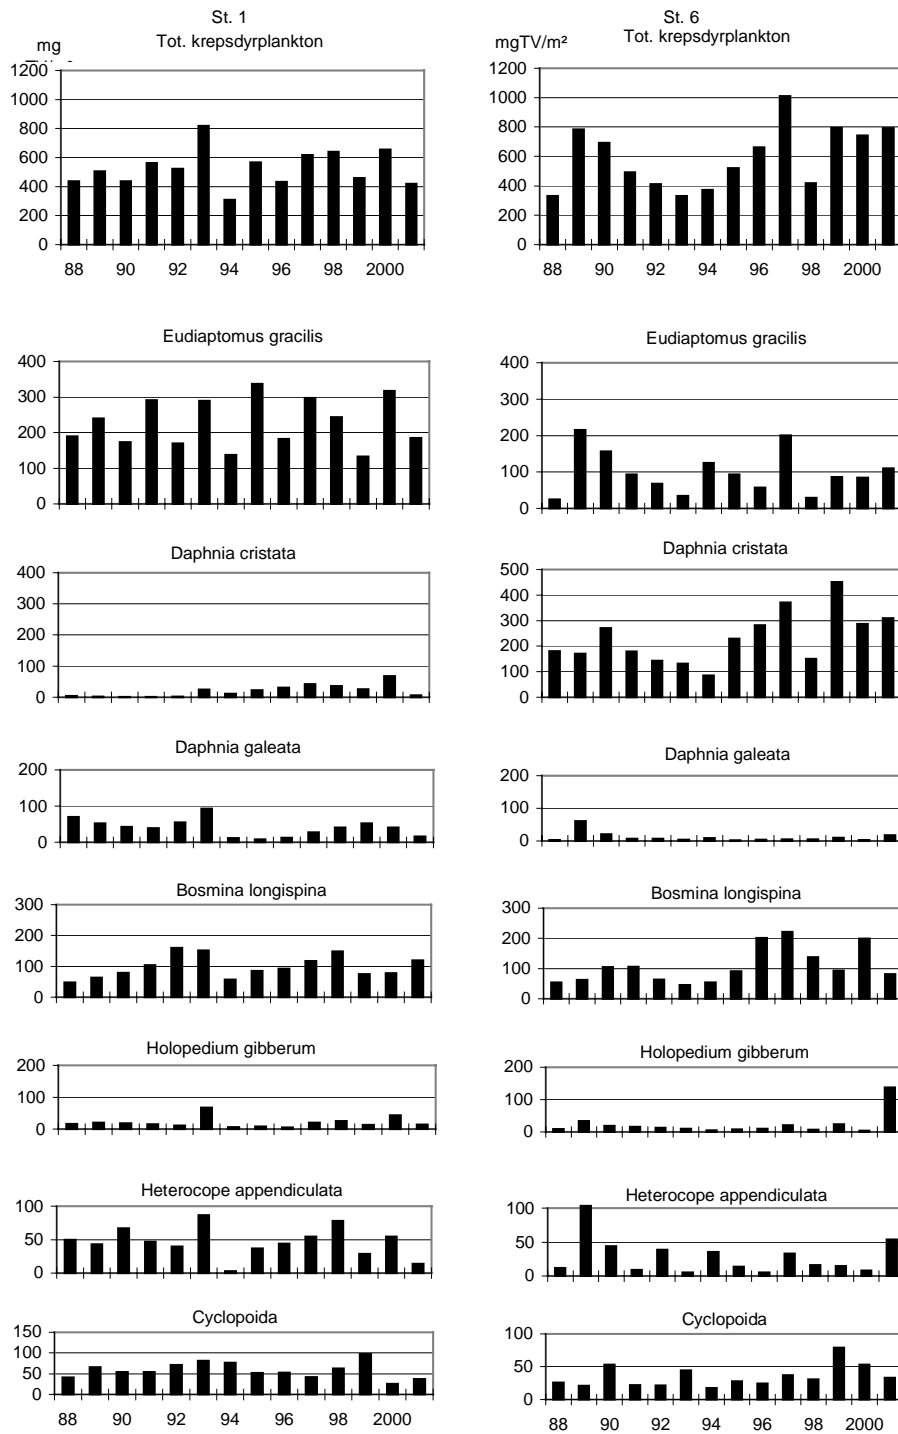 St. 1
Tot. krepsdyrplankton
mg
1200
1000
800
600
400
200
0
88 90 92 94 96 98 2000
Eudiaptomus gracilis
400
300
200
100
0
Daphnia cristata
400
300
200
100
0
Daphnia galeata
200
100
0
Bosmina longispina
300
200
100
0
Holopedium gibberum
200
100
0
Heterocope appendiculata
100
50
0
Cyclopoida
150
100
50
0
88 90 92 94 96 98 2000
St. 6
Tot. krepsdyrplankton
mgTV/m²
1200
1000
800
600
400
200
0
88 90 92 94 96 98 2000
Eudiaptomus gracilis
400
300
200
100
0
Daphnia cristata
500
400
300
200
100
0
Daphnia galeata
200
100
0
Bosmina longispina
300
200
100
0
Holopedium gibberum
200
100
0
Heterocope appendiculata
100
50
0
Cyclopoida
100
50
0
88 90 92 94 96 98 2000